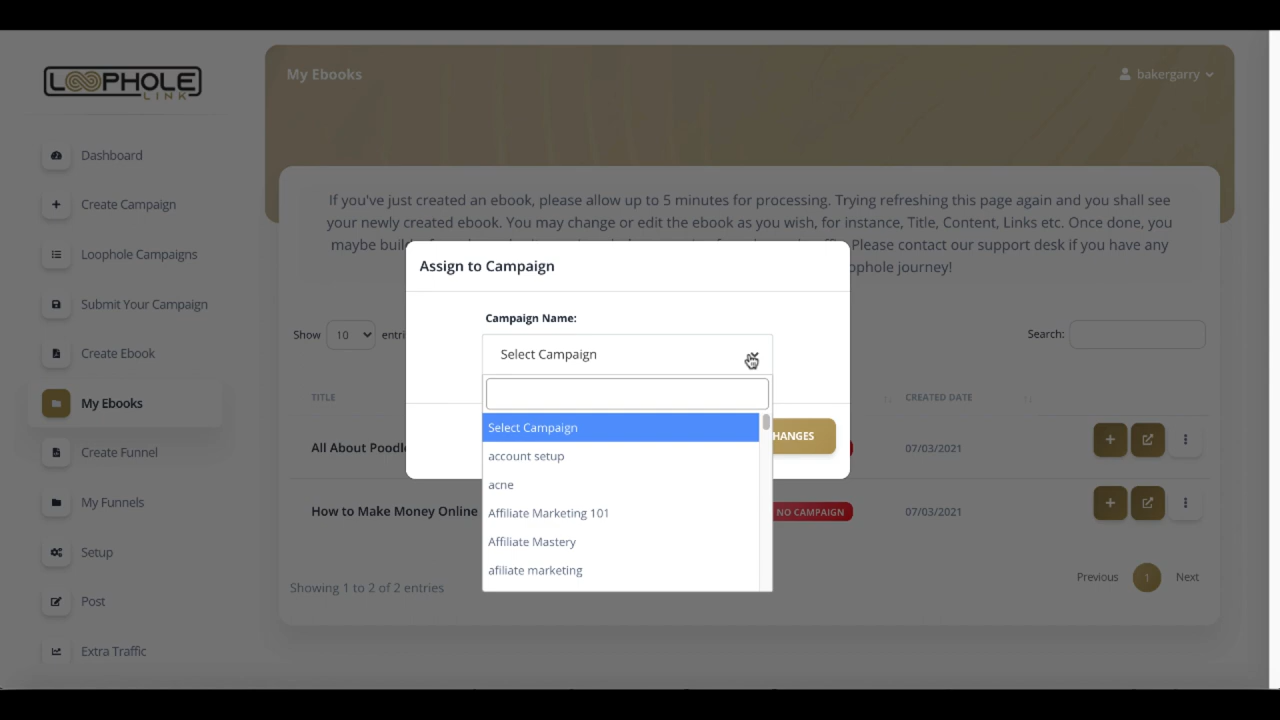 LOOPHOLE
LINK
My Ebooks
bakergarry
Dashboard
Create Campaign
Loophole Campaigns
Submit Your Campaign
Create Ebook
My Ebooks
Create Funnel
My Funnels
Setup
Post
Extra Traffic
If you've just created an ebook, please allow up to 5 minutes for processing. Trying refreshing this page again and you shall see
your newly created ebook. You may change or edit the ebook as you wish, for instance, Title, Content, Links etc. Once done, you
maybe Please contact our support desk if you have any
journey!
Assign to Campaign
Campaign Name:
Select Campaign
Select Campaign
account setup
acne
Affiliate Marketing 101
Affiliate Mastery
afiliate marketing
Show 10
Search:
TITLE CREATED DATE
All About 07/03/2021
How to Make Money Online NO CAMPAIGN 07/03/2021
Showing 1 to 2 of 2 entries
Previous 1 Next